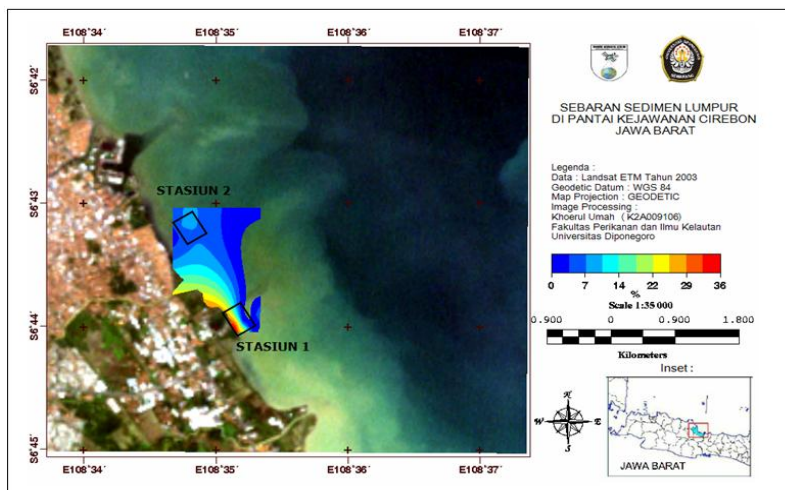 E108°34´ E108°35´ E108°36´ E108°37´
S6°42´
S6°43´
S6°44´
S6°45´
STASIUN 2
STASIUN 1
E108°34´ E108°35´ E108°36´ E108°37´
SEBARAN SEDIMEN LUMPUR
DI PANTAI KEJAWANAN CIREBON
JAWA BARAT
Legenda :
Data : Landsat ETM Tahun 2003
Geodetic Datum : WGS 84
Map Projection : GEODETIC
Image Processing :
Khoerul Umah ( K2A009106)
Fakultas Perikanan dan Ilmu Kelautan
Universitas Diponegoro
0 7 14 22 29 36
%
Scale 1:35 000
0.900 0 0.900 1.800
Kilometers
Inset :
N
W E
S
JAWA BARAT